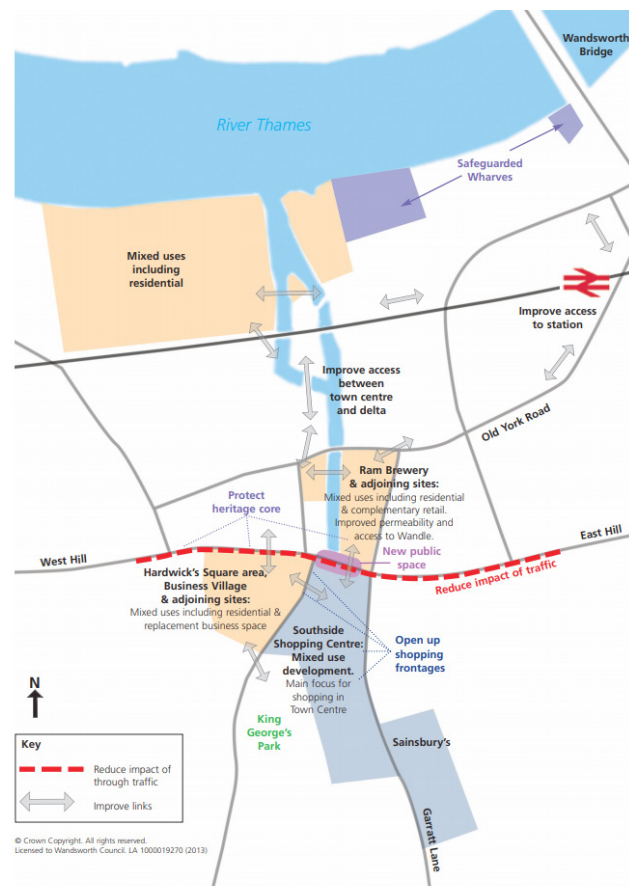 Wandsworth
Bridge
River Thames
Safeguarded
Wharves
Mixed uses
including
residential
Improve access
to station
Improve access
between
town centre
and delta
Old York Road
Ram Brewery
& adjoining sites:
Mixed uses including residential
& complementary retail.
Improved permeability and
access to Wandle.
Protect
heritage core
New public
space
East Hill
West Hill
Reduce impact of traffic
Hardwick's Square area,
Business Village
& adjoining sites:
Mixed uses including residential &
replacement business space
Southside
Shopping Centre:
Mixed use
development.
Main focus for
shopping in
Town Centre
Open up
shopping
frontages
N
King
George's
Park
Sainsbury's
Garratt Lane
Key
Reduce impact of
through traffic
Improve links
© Crown Copyright. All rights reserved.
Licensed to Wandsworth Council. LA 1000019270 (2013)